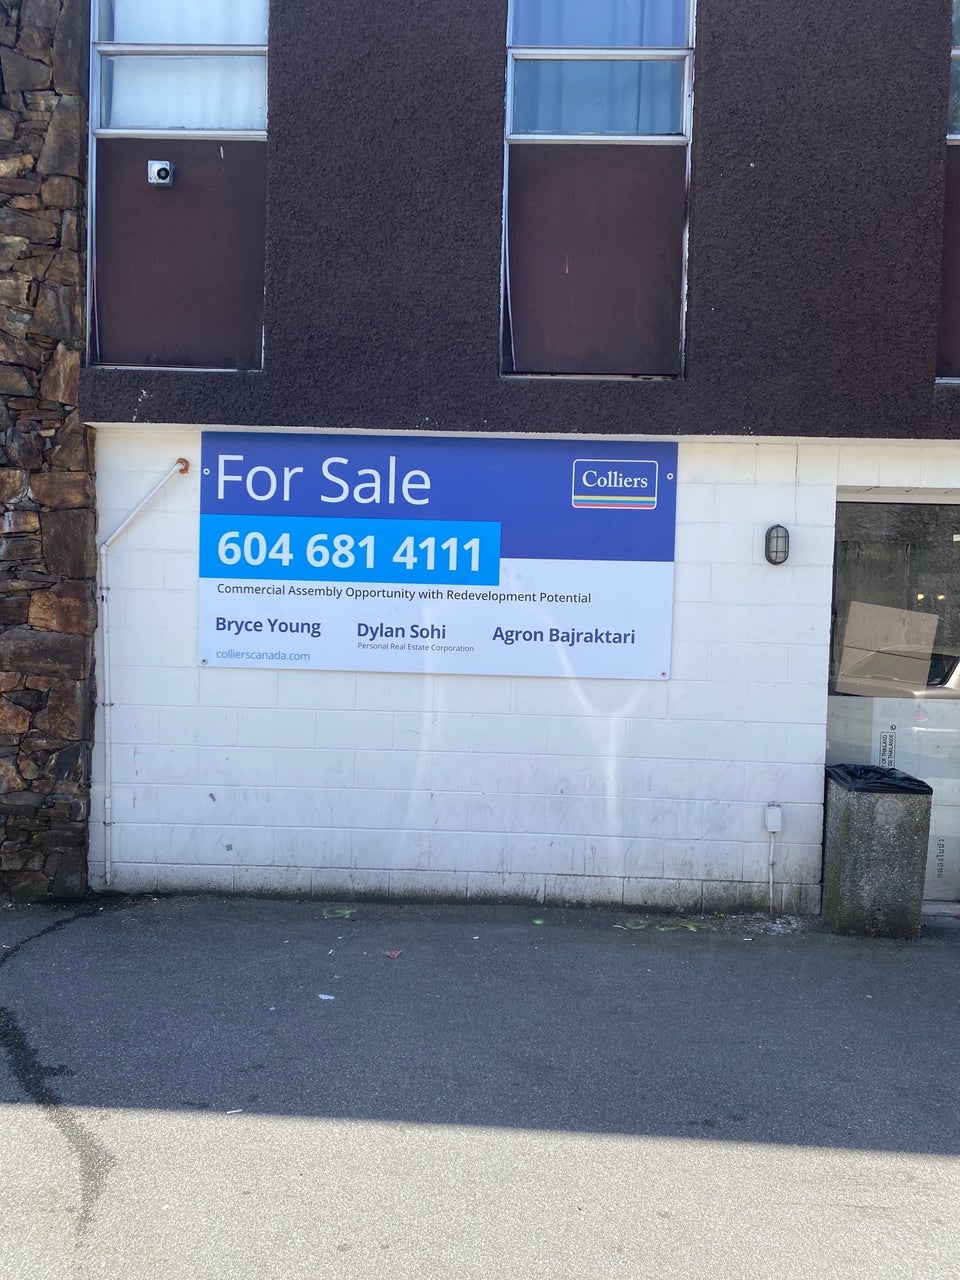 For Sale
Colliers
604 681 4111
Commercial Assembly Opportunity with Redevelopment Potential
Bryce Young
Dylan Sohi
Personal Real Estate Corporation
Agron Bajraktari
collierscanada.com